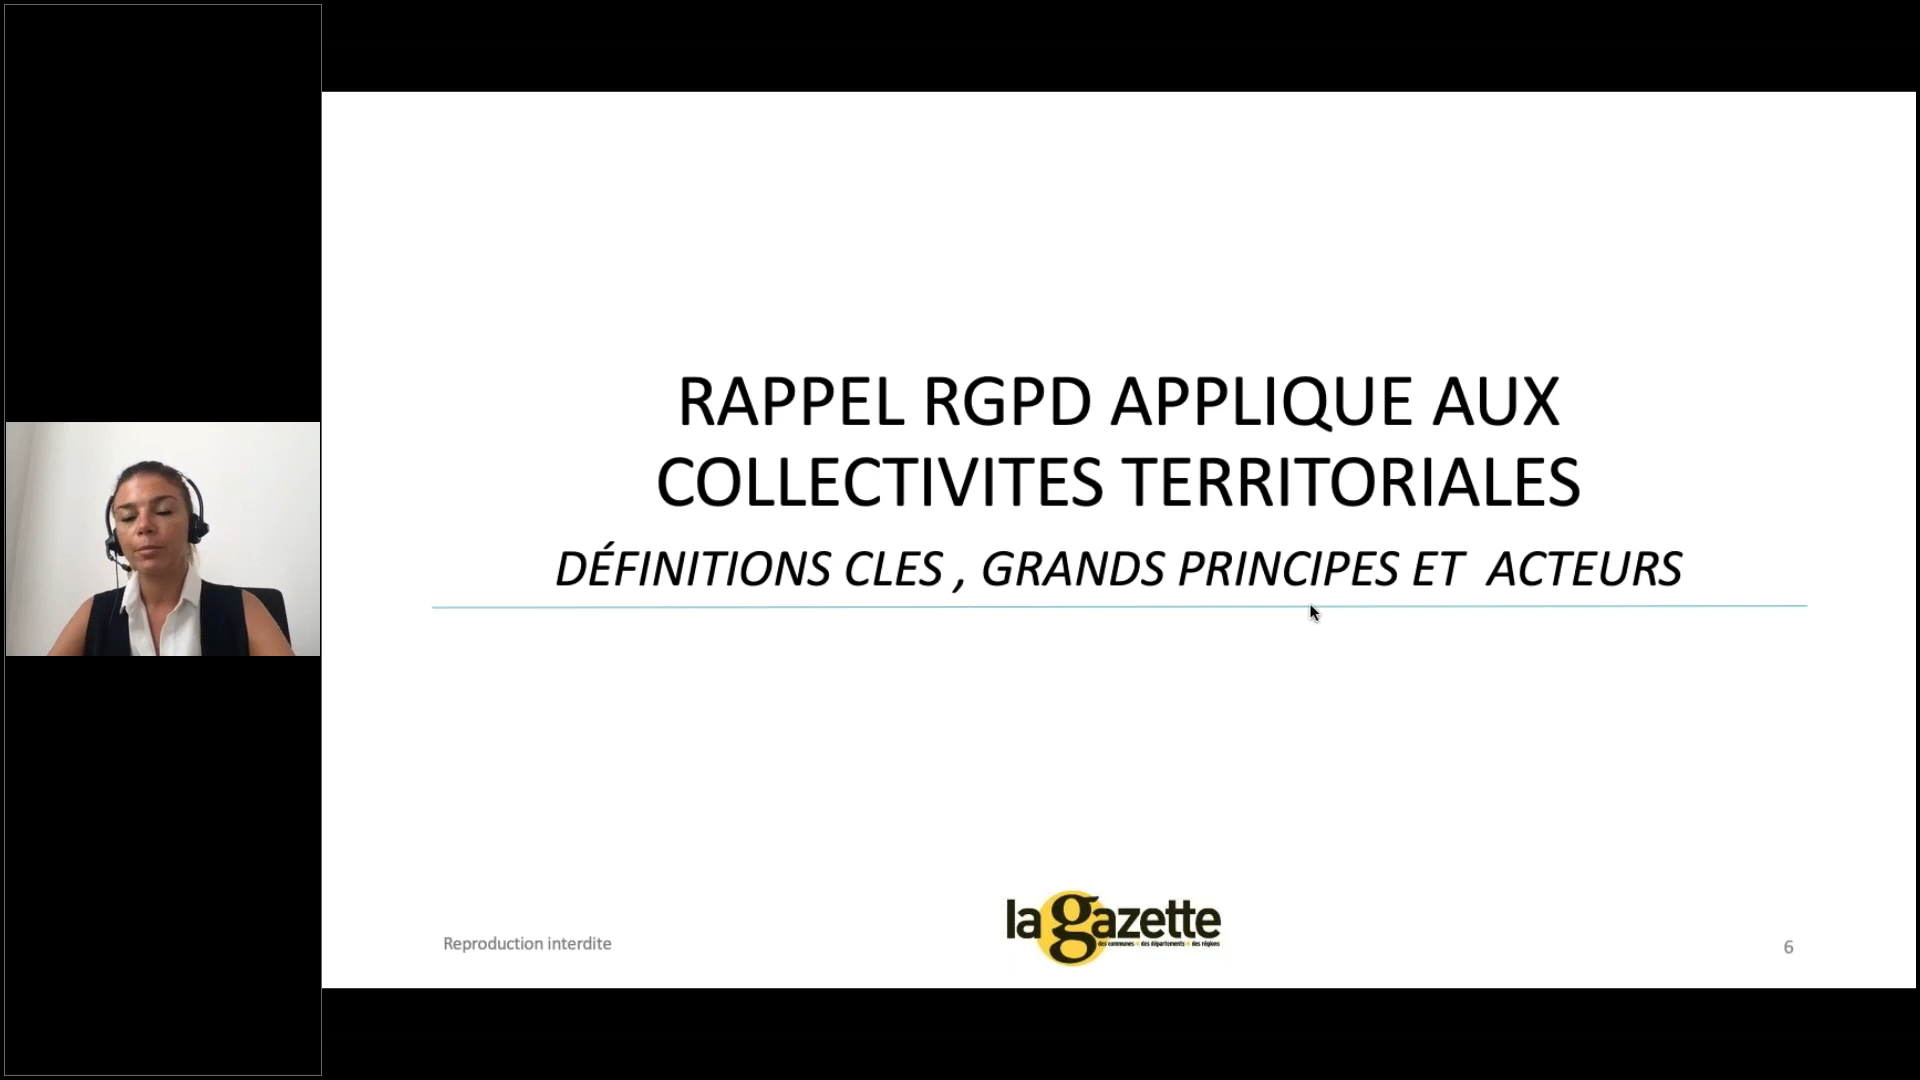 RAPPEL RGPD APPLIQUE AUX
COLLECTIVITES TERRITORIALES
DÉFINITIONS CLES , GRANDS PRINCIPES ET  ACTEURS
Reproduction interdite
la gazette
des communes des départements des régions
6